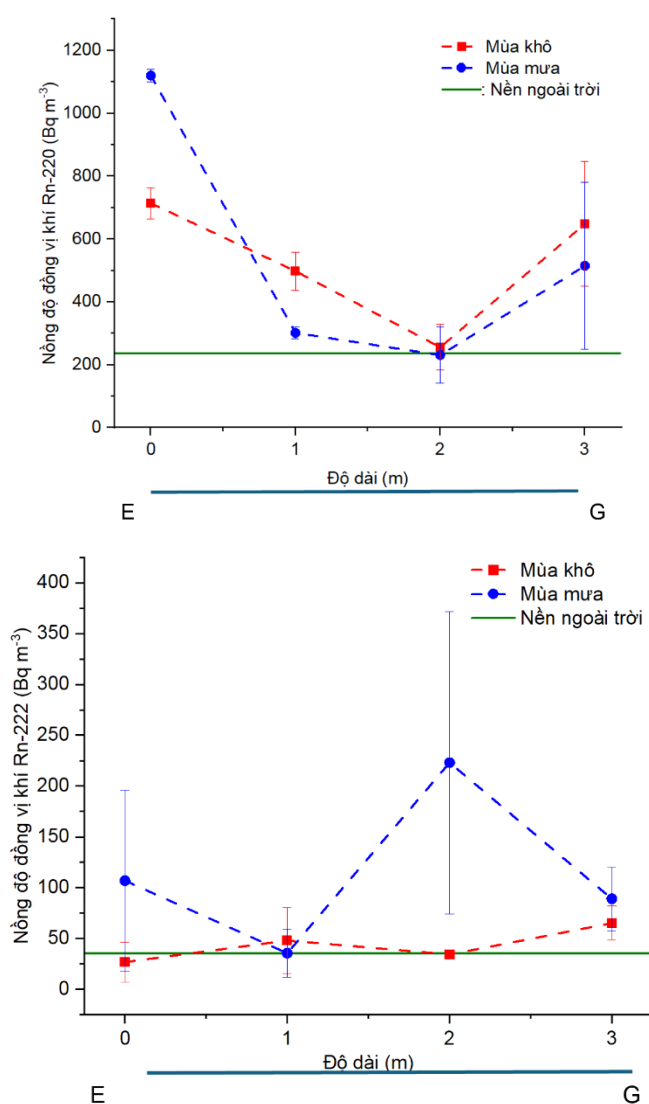 Nồng độ đồng vị khí Rn-220 (Bq m-3)
1200
1000
800
600
400
200
0
Mùa khô
Mùa mưa
: Nền ngoài trời
0 1 2 3
Độ dài (m)
E G
Nồng độ đồng vị khí Rn-222 (Bq m-3)
400
350
300
250
200
150
100
50
0
Mùa khô
Mùa mưa
Nền ngoài trời
0 1 2 3
Độ dài (m)
E G